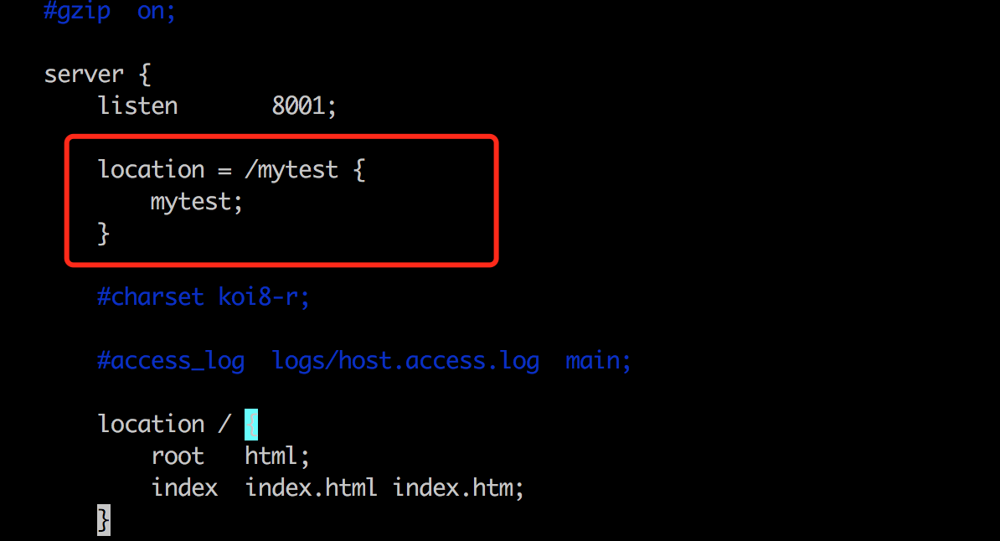 #gzip  on;
server {
listen       8001;
location = /mytest {
mytest;
}
#charset koi8-r;
#access_log  logs/host.access.log  main;
location / {
root   html;
index  index.html index.htm;
}